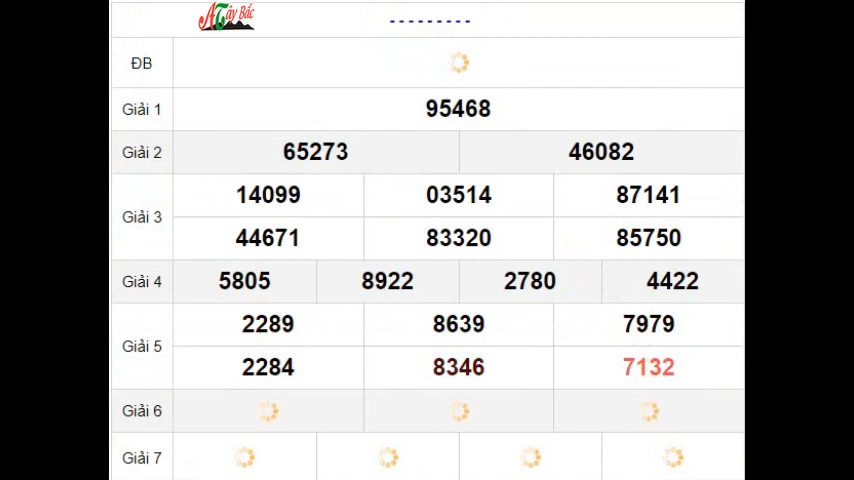 ATây Bắc
---------
ĐB
Giải 1 95468
Giải 2 65273 46082
Giải 3
14099 03514 87141
44671 83320 85750
Giải 4 5805 8922 2780 4422
Giải 5
2289 8639 7979
2284 8346 7132
Giải 6
Giải 7